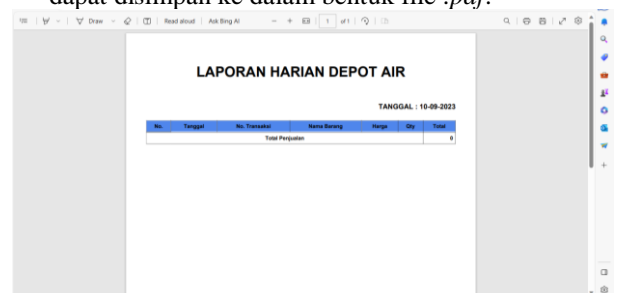 dapat disimpan ke dalam bentuk file .pdf.
Draw Read aloud Ask Bing AI 1 of 1
LAPORAN HARIAN DEPOT AIR
TANGGAL : 10-09-2023
No. Tanggal No. Transaksi Nama Barang Harga Qty Total
Total Penjualan 0